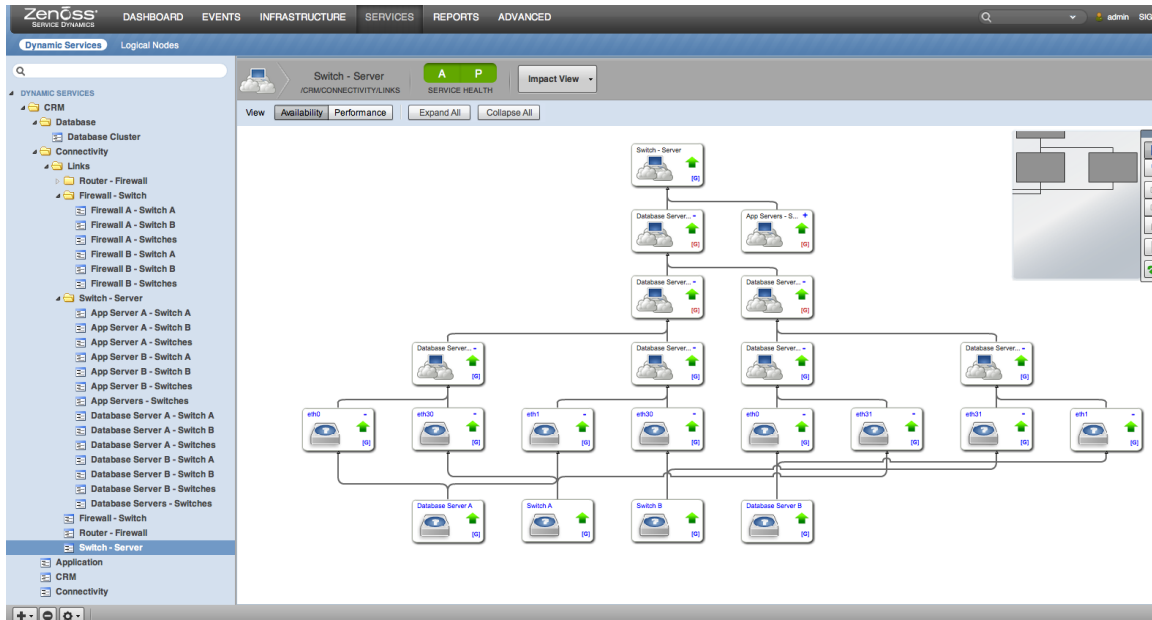 Zenōss
SERVICE DYNAMICS
DASHBOARD EVENTS INFRASTRUCTURE SERVICES REPORTS ADVANCED
admin SIG
Dynamic Services Logical Nodes
Switch - Server
/CRM/CONNECTIVITY/LINKS
A P
SERVICE HEALTH
Impact View
View Availability Performance Expand All Collapse All
DYNAMIC SERVICES
CRM
Database
Database Cluster
Connectivity
Links
Router - Firewall
Firewall - Switch
Firewall A - Switch A
Firewall A - Switch B
Firewall A - Switches
Firewall B - Switch A
Firewall B - Switch B
Firewall B - Switches
Switch - Server
App Server A - Switch A
App Server A - Switch B
App Server A - Switches
App Server B - Switch A
App Server B - Switch B
App Server B - Switches
App Servers - Switches
Database Server A - Switch A
Database Server A - Switch B
Database Server A - Switches
Database Server B - Switch A
Database Server B - Switch B
Database Server B - Switches
Database Servers - Switches
Firewall - Switch
Router - Firewall
Switch - Server
Application
CRM
Connectivity
Switch - Server
[G]
Database Server... - App Servers - S... +
[G] [G]
Database Server... - Database Server... -
[G] [G]
Database Server... - Database Server... - Database Server... - Database Server... -
[G] [G] [G] [G]
eth0 - eth30 - eth1 - eth30 - eth0 - eth31 - eth31 - eth1 -
[G] [G] [G] [G] [G] [G] [G] [G]
Database Server A Switch A Switch B Database Server B
[G] [G] [G] [G]